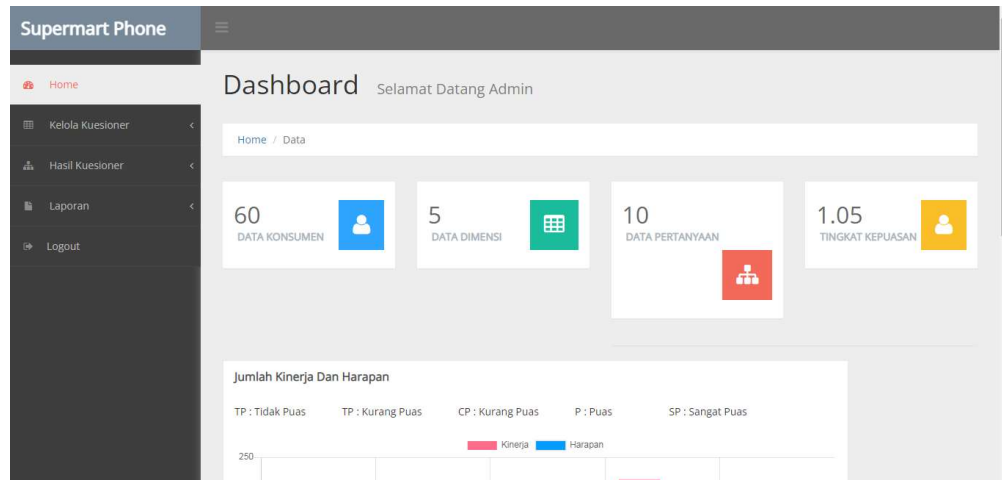 Supermart Phone
Home
Kelola Kuesioner
Hasil Kuesioner
Laporan
Logout
Dashboard Selamat Datang Admin
Home / Data
60
DATA KONSUMEN
5
DATA DIMENSI
10
DATA PERTANYAAN
1.05
TINGKAT KEPUASAN
Jumlah Kinerja Dan Harapan
TP : Tidak Puas TP : Kurang Puas CP : Kurang Puas P : Puas SP : Sangat Puas
Kinerja Harapan
250